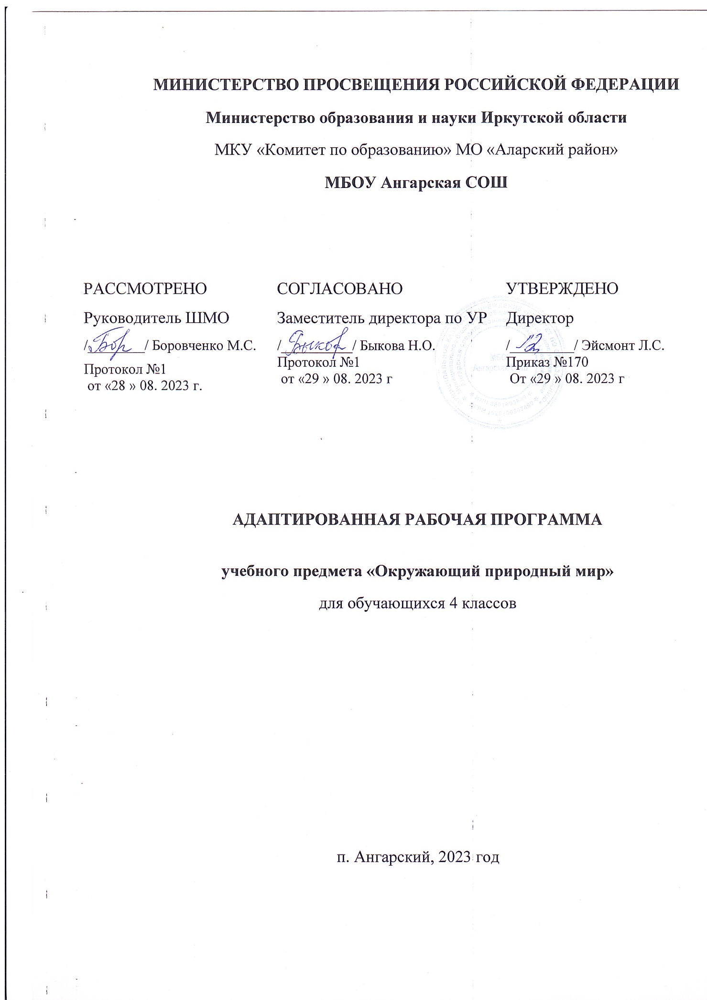 МИНИСТЕРСТВО ПРОСВЕЩЕНИЯ РОССИЙСКОЙ ФЕДЕРАЦИИ
Министерство образования и науки Иркутской области
МКУ «Комитет по образованию» МО «Аларский район»
МБОУ Ангарская СОШ
РАССМОТРЕНО
Руководитель ШМО
/ Бор / Боровченко М.С.
Протокол №1
от «28 » 08. 2023 г.
СОГЛАСОВАНО
Заместитель директора по УР
/ Быкова / Быкова Н.О.
Протокол №1
от «29 » 08. 2023 г
УТВЕРЖДЕНО
Директор
/ / Эйсмонт Л.С.
Приказ №170
От «29 » 08. 2023 г
МБОУ
Ангарская СОШ
АДАПТИРОВАННАЯ РАБОЧАЯ ПРОГРАММА
учебного предмета «Окружающий природный мир»
для обучающихся 4 классов
п. Ангарский, 2023 год